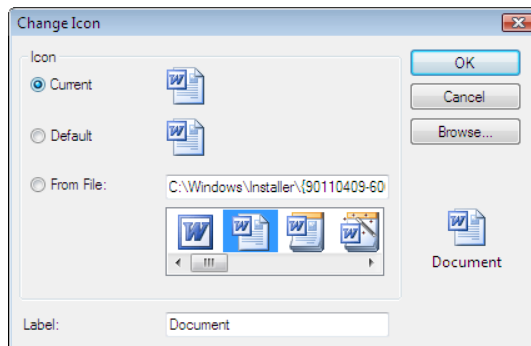 Change Icon
Icon
Current
Default
From File:
C:\Windows\Installer\{90110409-60
OK
Cancel
Browse...
Document
Label:
Document